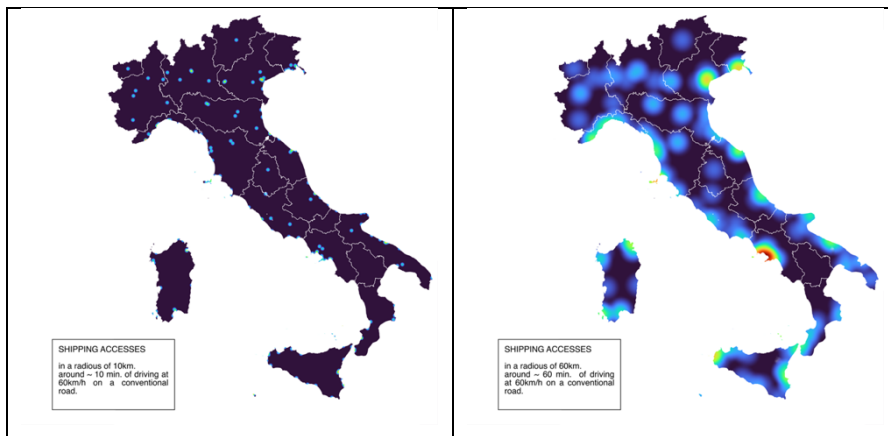 SHIPPING ACCESSES
in a radious of 10km.
around ~ 10 min. of driving at
60km/h on a conventional
road.
SHIPPING ACCESSES
in a radious of 60km.
around ~ 60 min. of driving
at 60km/h on a conventional
road.